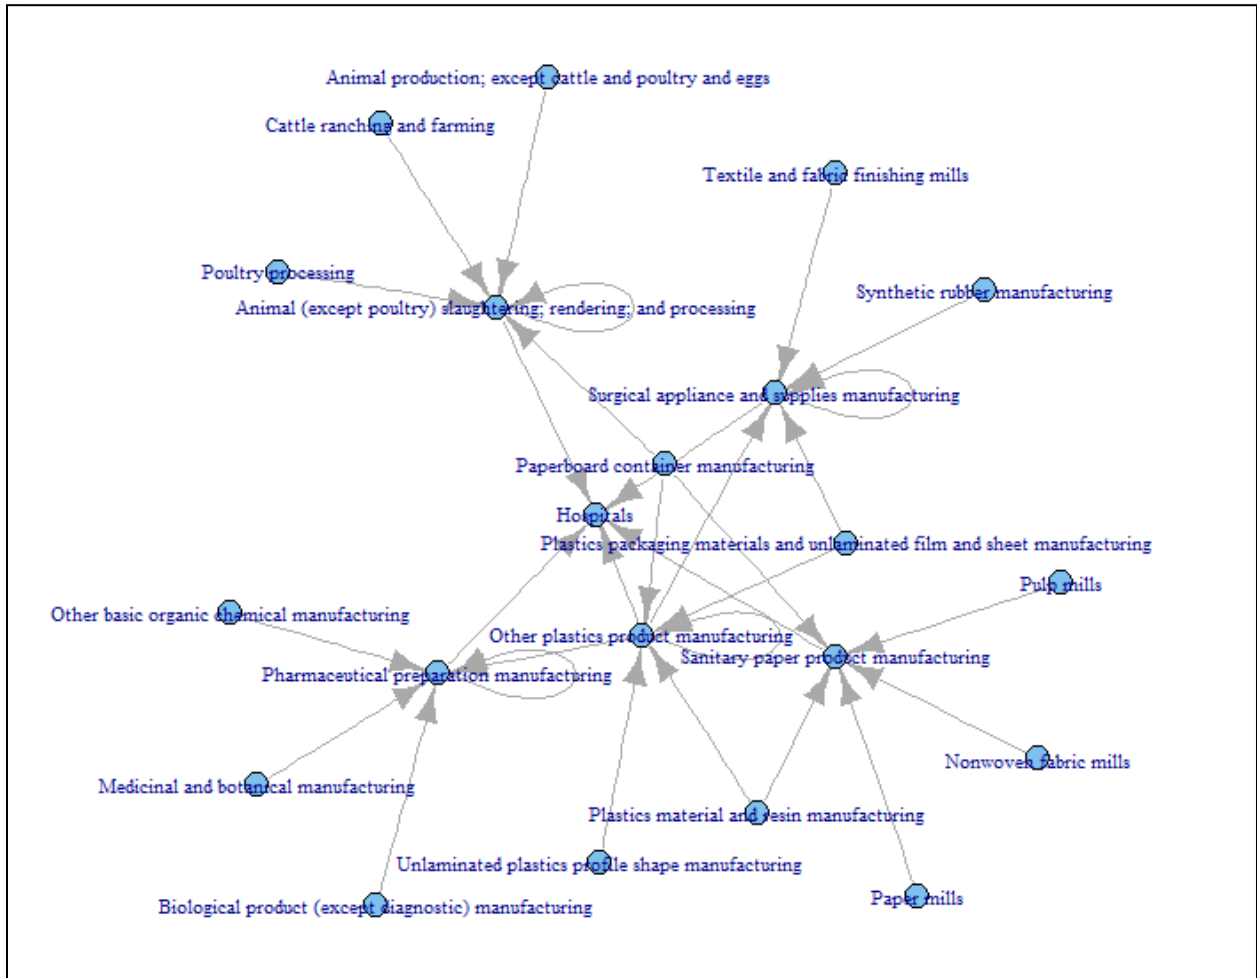 Animal production; except cattle and poultry and eggs
Cattle ranching and farming
Textile and fabric finishing mills
Poultry processing
Synthetic rubber manufacturing
Animal (except poultry) slaughtering; rendering; and processing
Surgical appliance and supplies manufacturing
Paperboard container manufacturing
Hospitals
Plastics packaging materials and unlaminated film and sheet manufacturing
Pulp mills
Other basic organic chemical manufacturing
Other plastics product manufacturing
Sanitary paper product manufacturing
Pharmaceutical preparation manufacturing
Nonwoven fabric mills
Medicinal and botanical manufacturing
Plastics material and resin manufacturing
Unlaminated plastics profile shape manufacturing
Paper mills
Biological product (except diagnostic) manufacturing